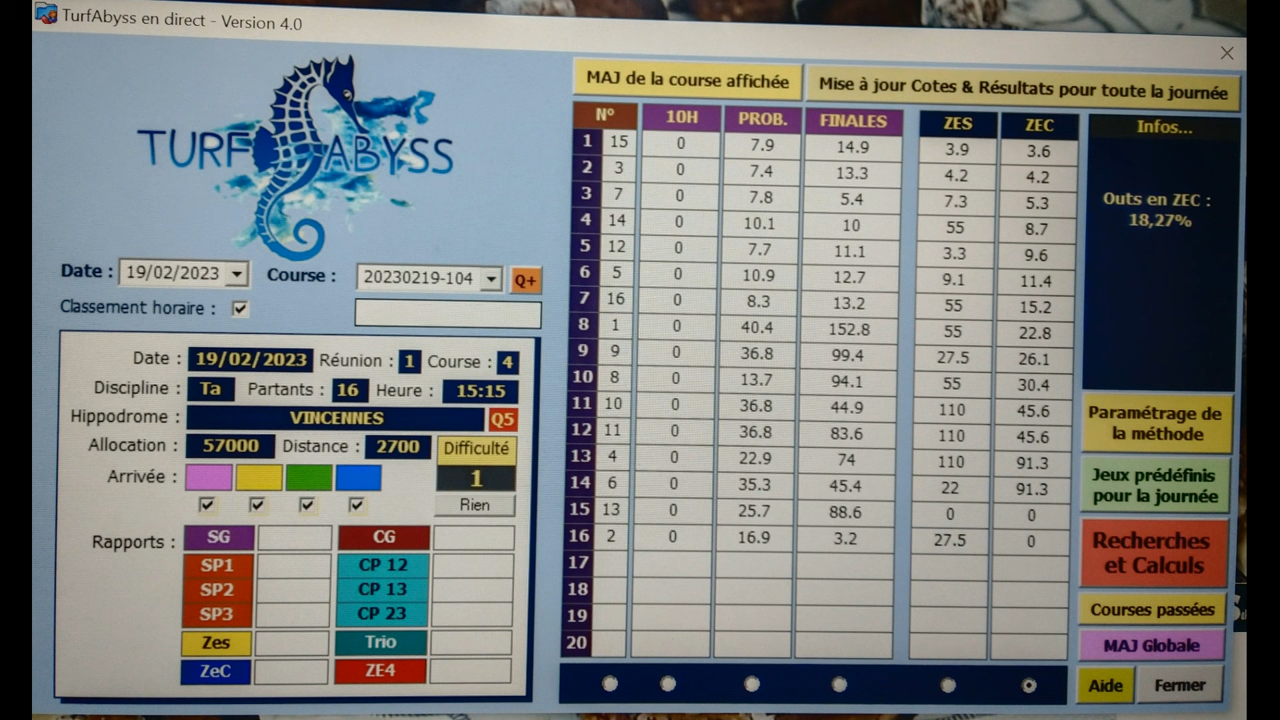 TurfAbyss en direct - Version 4.0
TURF ABYSS
Date : 19/02/2023 Course : 20230219-104 Q+
Classement horaire :
Date : 19/02/2023 Réunion : 1 Course : 4
Discipline : Ta Partants : 16 Heure : 15:15
Hippodrome : VINCENNES Q5
Allocation : 57000 Distance : 2700 Difficulté
Arrivée : 1
Rien
Rapports : SG CG
SP1 CP 12
SP2 CP 13
SP3 CP 23
Zes Trio
ZeC ZE4
MAJ de la course affichée Mise à jour Cotes & Résultats pour toute la journée
N° 10H PROB. FINALES ZES ZEC
1 15 0 7.9 14.9 3.9 3.6
2 3 0 7.4 13.3 4.2 4.2
3 7 0 7.8 5.4 7.3 5.3
4 14 0 10.1 10 55 8.7
5 12 0 7.7 11.1 3.3 9.6
6 5 0 10.9 12.7 9.1 11.4
7 16 0 8.3 13.2 55 15.2
8 1 0 40.4 152.8 55 22.8
9 9 0 36.8 99.4 27.5 26.1
10 8 0 13.7 94.1 55 30.4
11 10 0 36.8 44.9 110 45.6
12 11 0 36.8 83.6 110 45.6
13 4 0 22.9 74 110 91.3
14 6 0 35.3 45.4 22 91.3
15 13 0 25.7 88.6 0 0
16 2 0 16.9 3.2 27.5 0
17
18
19
20
Infos...
Outs en ZEC :
18,27%
Paramétrage de
la méthode
Jeux prédéfinis
pour la journée
Recherches
et Calculs
Courses passées
MAJ Globale
Aide Fermer